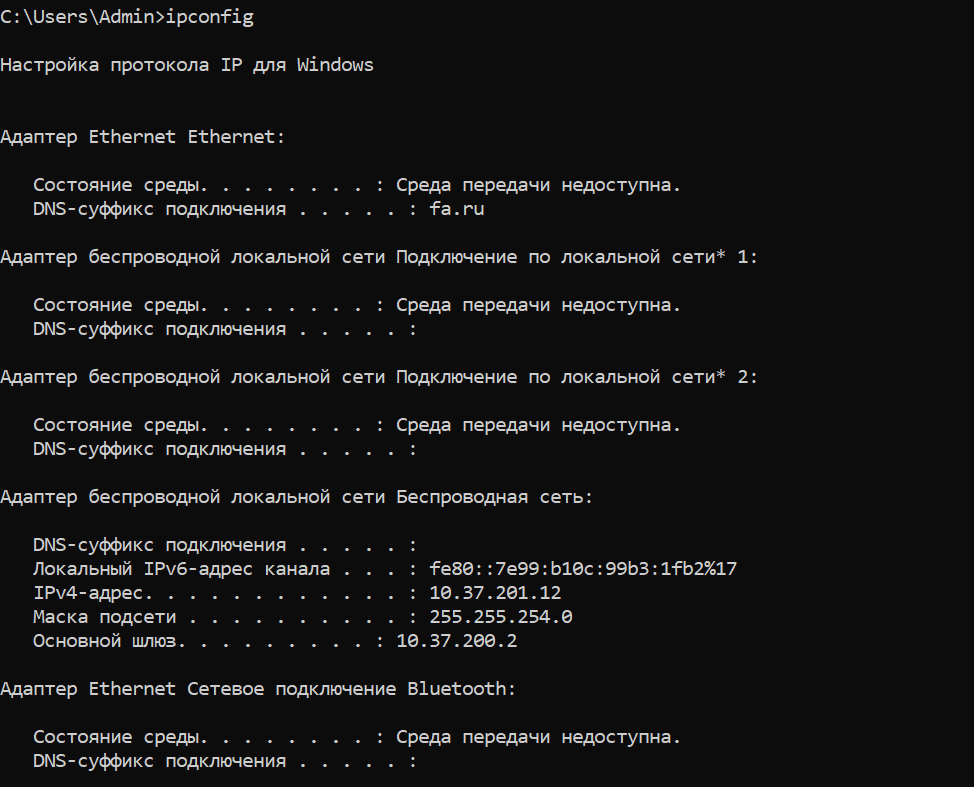 C:\Users\Admin>ipconfig
Настройка протокола IP для Windows
Адаптер Ethernet Ethernet:
Состояние среды. . . . . . . . : Среда передачи недоступна.
DNS-суффикс подключения . . . . . : fa.ru
Адаптер беспроводной локальной сети Подключение по локальной сети* 1:
Состояние среды. . . . . . . . : Среда передачи недоступна.
DNS-суффикс подключения . . . . . :
Адаптер беспроводной локальной сети Подключение по локальной сети* 2:
Состояние среды. . . . . . . . : Среда передачи недоступна.
DNS-суффикс подключения . . . . . :
Адаптер беспроводной локальной сети Беспроводная сеть:
DNS-суффикс подключения . . . . . :
Локальный IPv6-адрес канала . . . : fe80::7e99:b10c:99b3:1fb2%17
IPv4-адрес. . . . . . . . . . . . : 10.37.201.12
Маска подсети . . . . . . . . . . : 255.255.254.0
Основной шлюз. . . . . . . . . : 10.37.200.2
Адаптер Ethernet Сетевое подключение Bluetooth:
Состояние среды. . . . . . . . : Среда передачи недоступна.
DNS-суффикс подключения . . . . . :